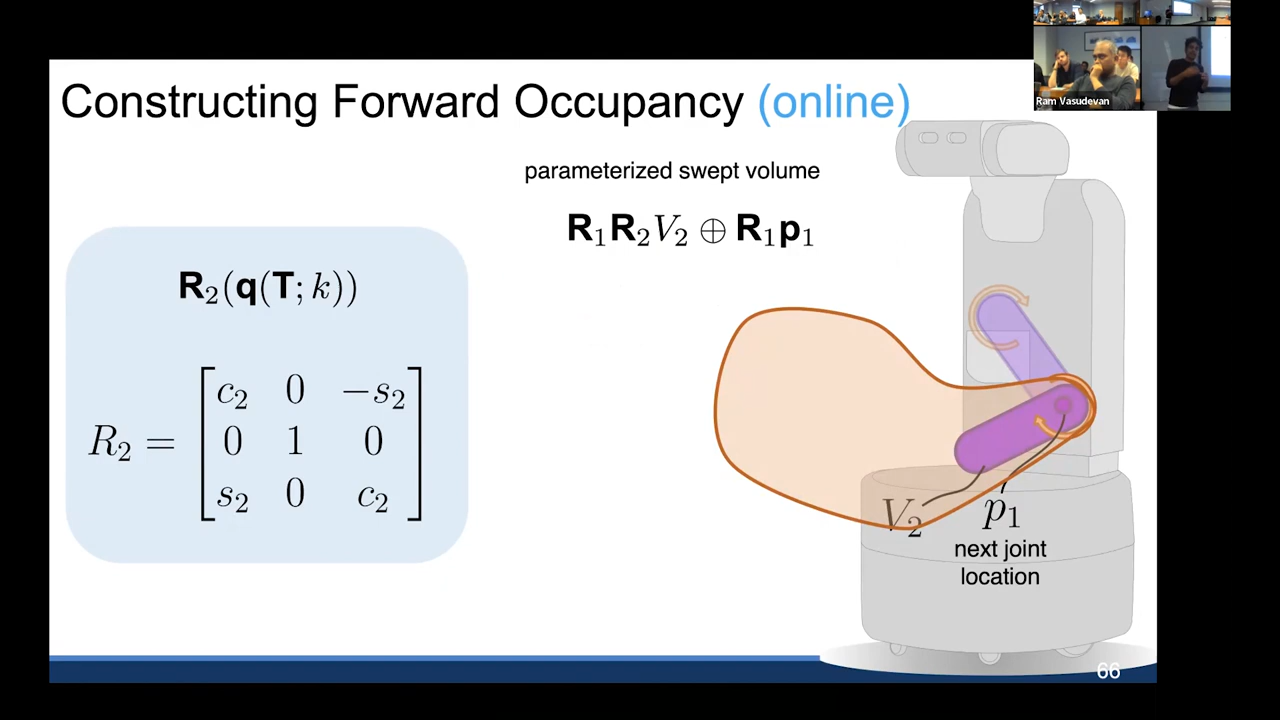 Constructing Forward Occupancy (online)
Ram Vasudevan
parameterized swept volume
R₁R₂V₂ ⊕ R₁p₁
R₂(q(T; k))
R₂ =
c₂ 0 −s₂
0 1 0
s₂ 0 c₂
V₂
p₁
next joint
location
66